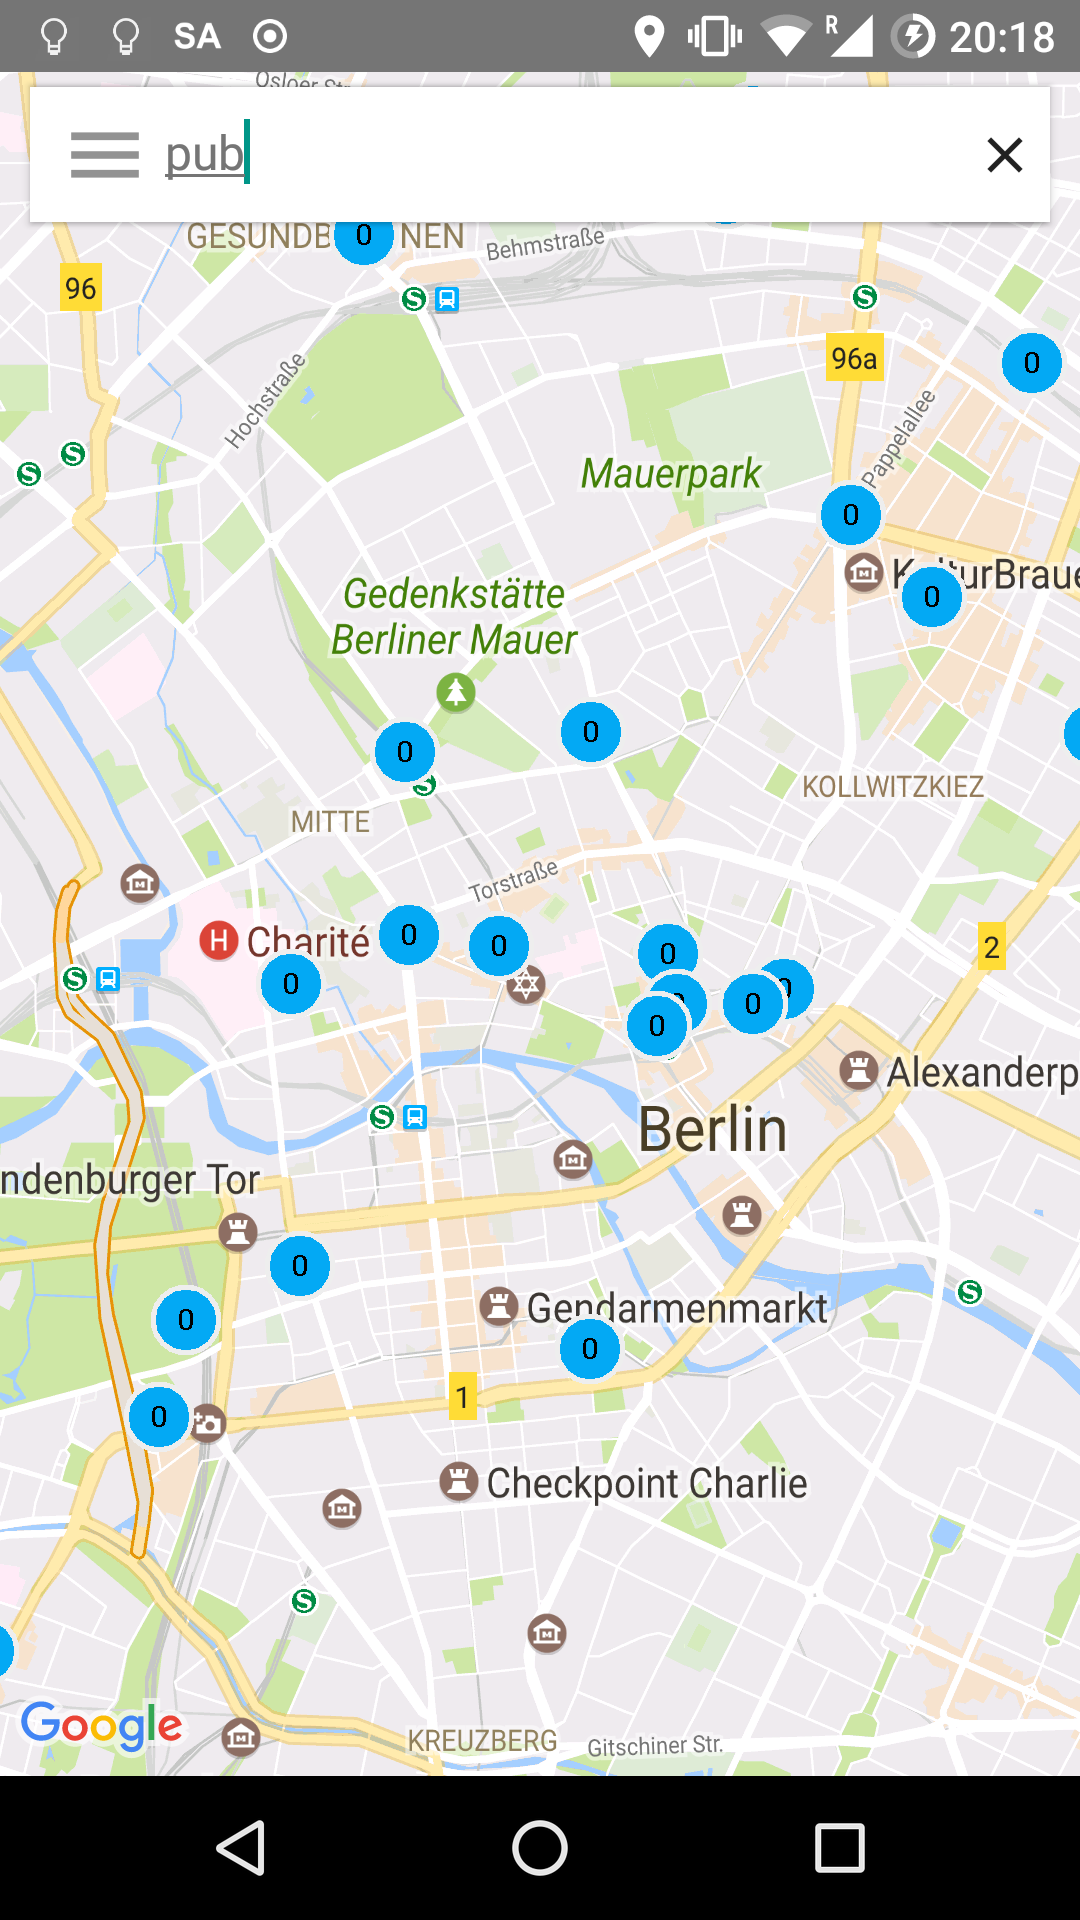 SA
R
20:18
Osloer Str.
pub
GESUNDB
0
NEN
Behmstraße
96
S
S
96a
0
Hochstraße
Pappelallee
S
S
Mauerpark
0
0
Gedenkstätte
Berliner Mauer
0
0
S
KOLLWITZKIEZ
MITTE
Torstraße
H
Charité
0
0
0
0
2
S
0
0
0
Alexanderp
S
Berlin
ndenburger Tor
0
S
Gendarmenmarkt
0
0
1
0
Checkpoint Charlie
S
Google
KREUZBERG
Gitschiner Str.